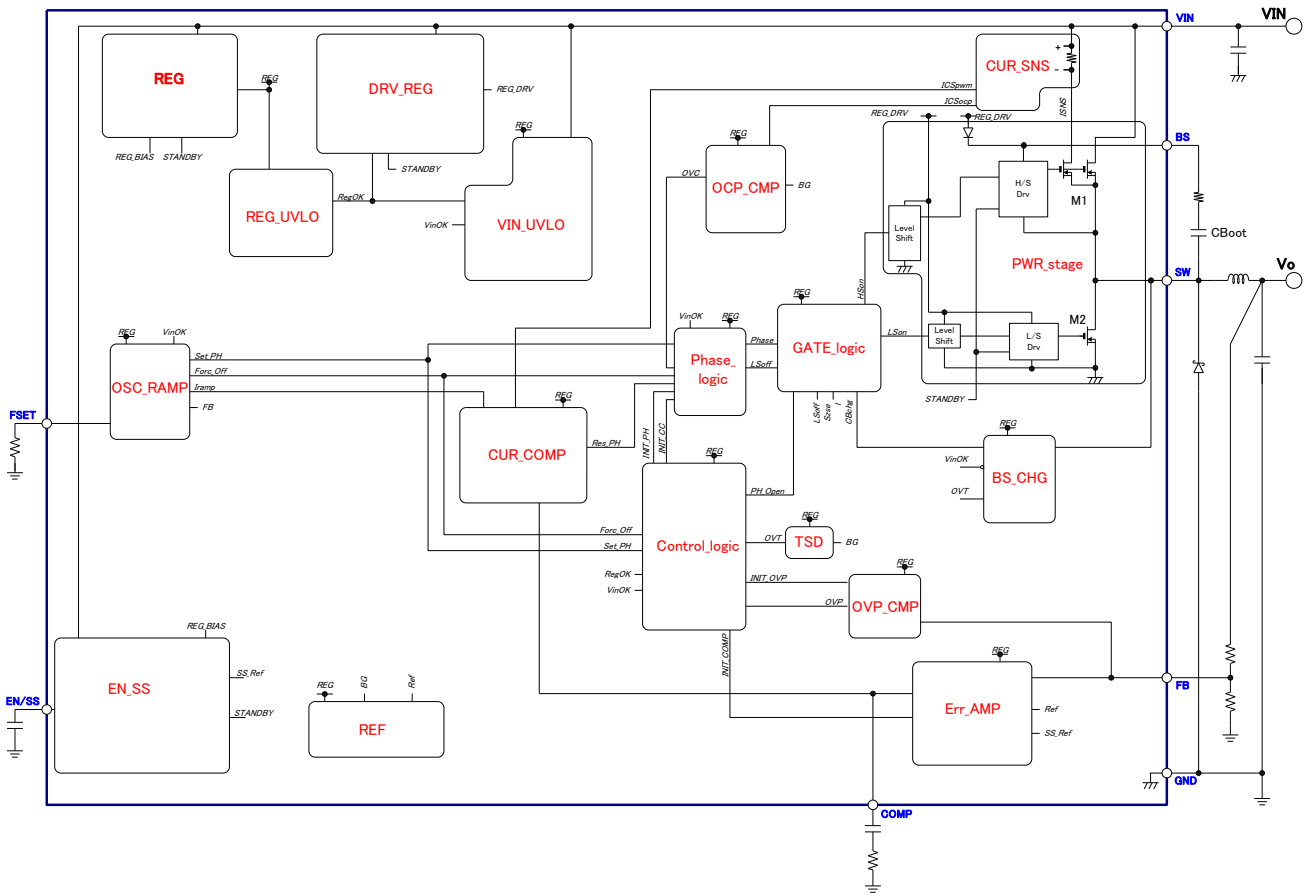 VIN
VIN
REG
DRV_REG
CUR_SNS
+
-
REG
REG_DRV
ICSpwm
ICSocp
ISNS
REG_DRV
REG_DRV
REG
REG
BS
REG_BIAS
STANDBY
STANDBY
OVC
OCP_CMP
BG
H/S
Drv
M1
REG_UVLO
RegOK
VinOK
VIN_UVLO
Level
Shift
CBoot
PWR_stage
SW
Vo
HSon
REG
VinOK
REG
REG
VinOK
M2
Set_PH
Forc_Off
Iramp
FB
OSC_RAMP
Phase_
logic
Phase
LSoff
GATE_logic
LSon
Level
Shift
L/S
Drv
FSET
REG
STANDBY
LSoff
Szse
I
CBchg
CUR_COMP
Res_PH
INIT_PH
INIT_CC
REG
REG
VinOK
OVT
BS_CHG
PH_Open
REG
Forc_Off
Set_PH
Control_logic
OVT
TSD
BG
RegOK
VinOK
INIT_OVP
OVP
REG
OVP_CMP
REG_BIAS
INIT_COMP
REG
EN_SS
SS_Ref
STANDBY
EN/SS
REG
BG
Ref
REF
Err_AMP
Ref
SS_Ref
FB
GND
COMP